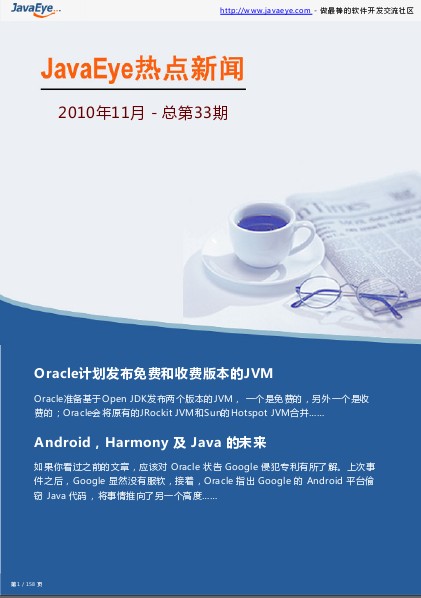 JavaEye
http://www.javaeye.com - 做最棒的软件开发交流社区
JavaEye热点新闻
2010年11月 - 总第33期
Times
Oracle计划发布免费和收费版本的JVM
Oracle准备基于Open JDK发布两个版本的JVM， 一个是免费的，另外一个是收
费的；Oracle会将原有的JRockit JVM和Sun的Hotspot JVM合并......
Android，Harmony 及 Java 的未来
如果你看过之前的文章，应该对 Oracle 状告 Google 侵犯专利有所了解。上次事
件之后，Google 显然没有服软，接着，Oracle 指出 Google 的 Android 平台偷
窃 Java 代码，将事情推向了另一个高度......
第1 / 158 页